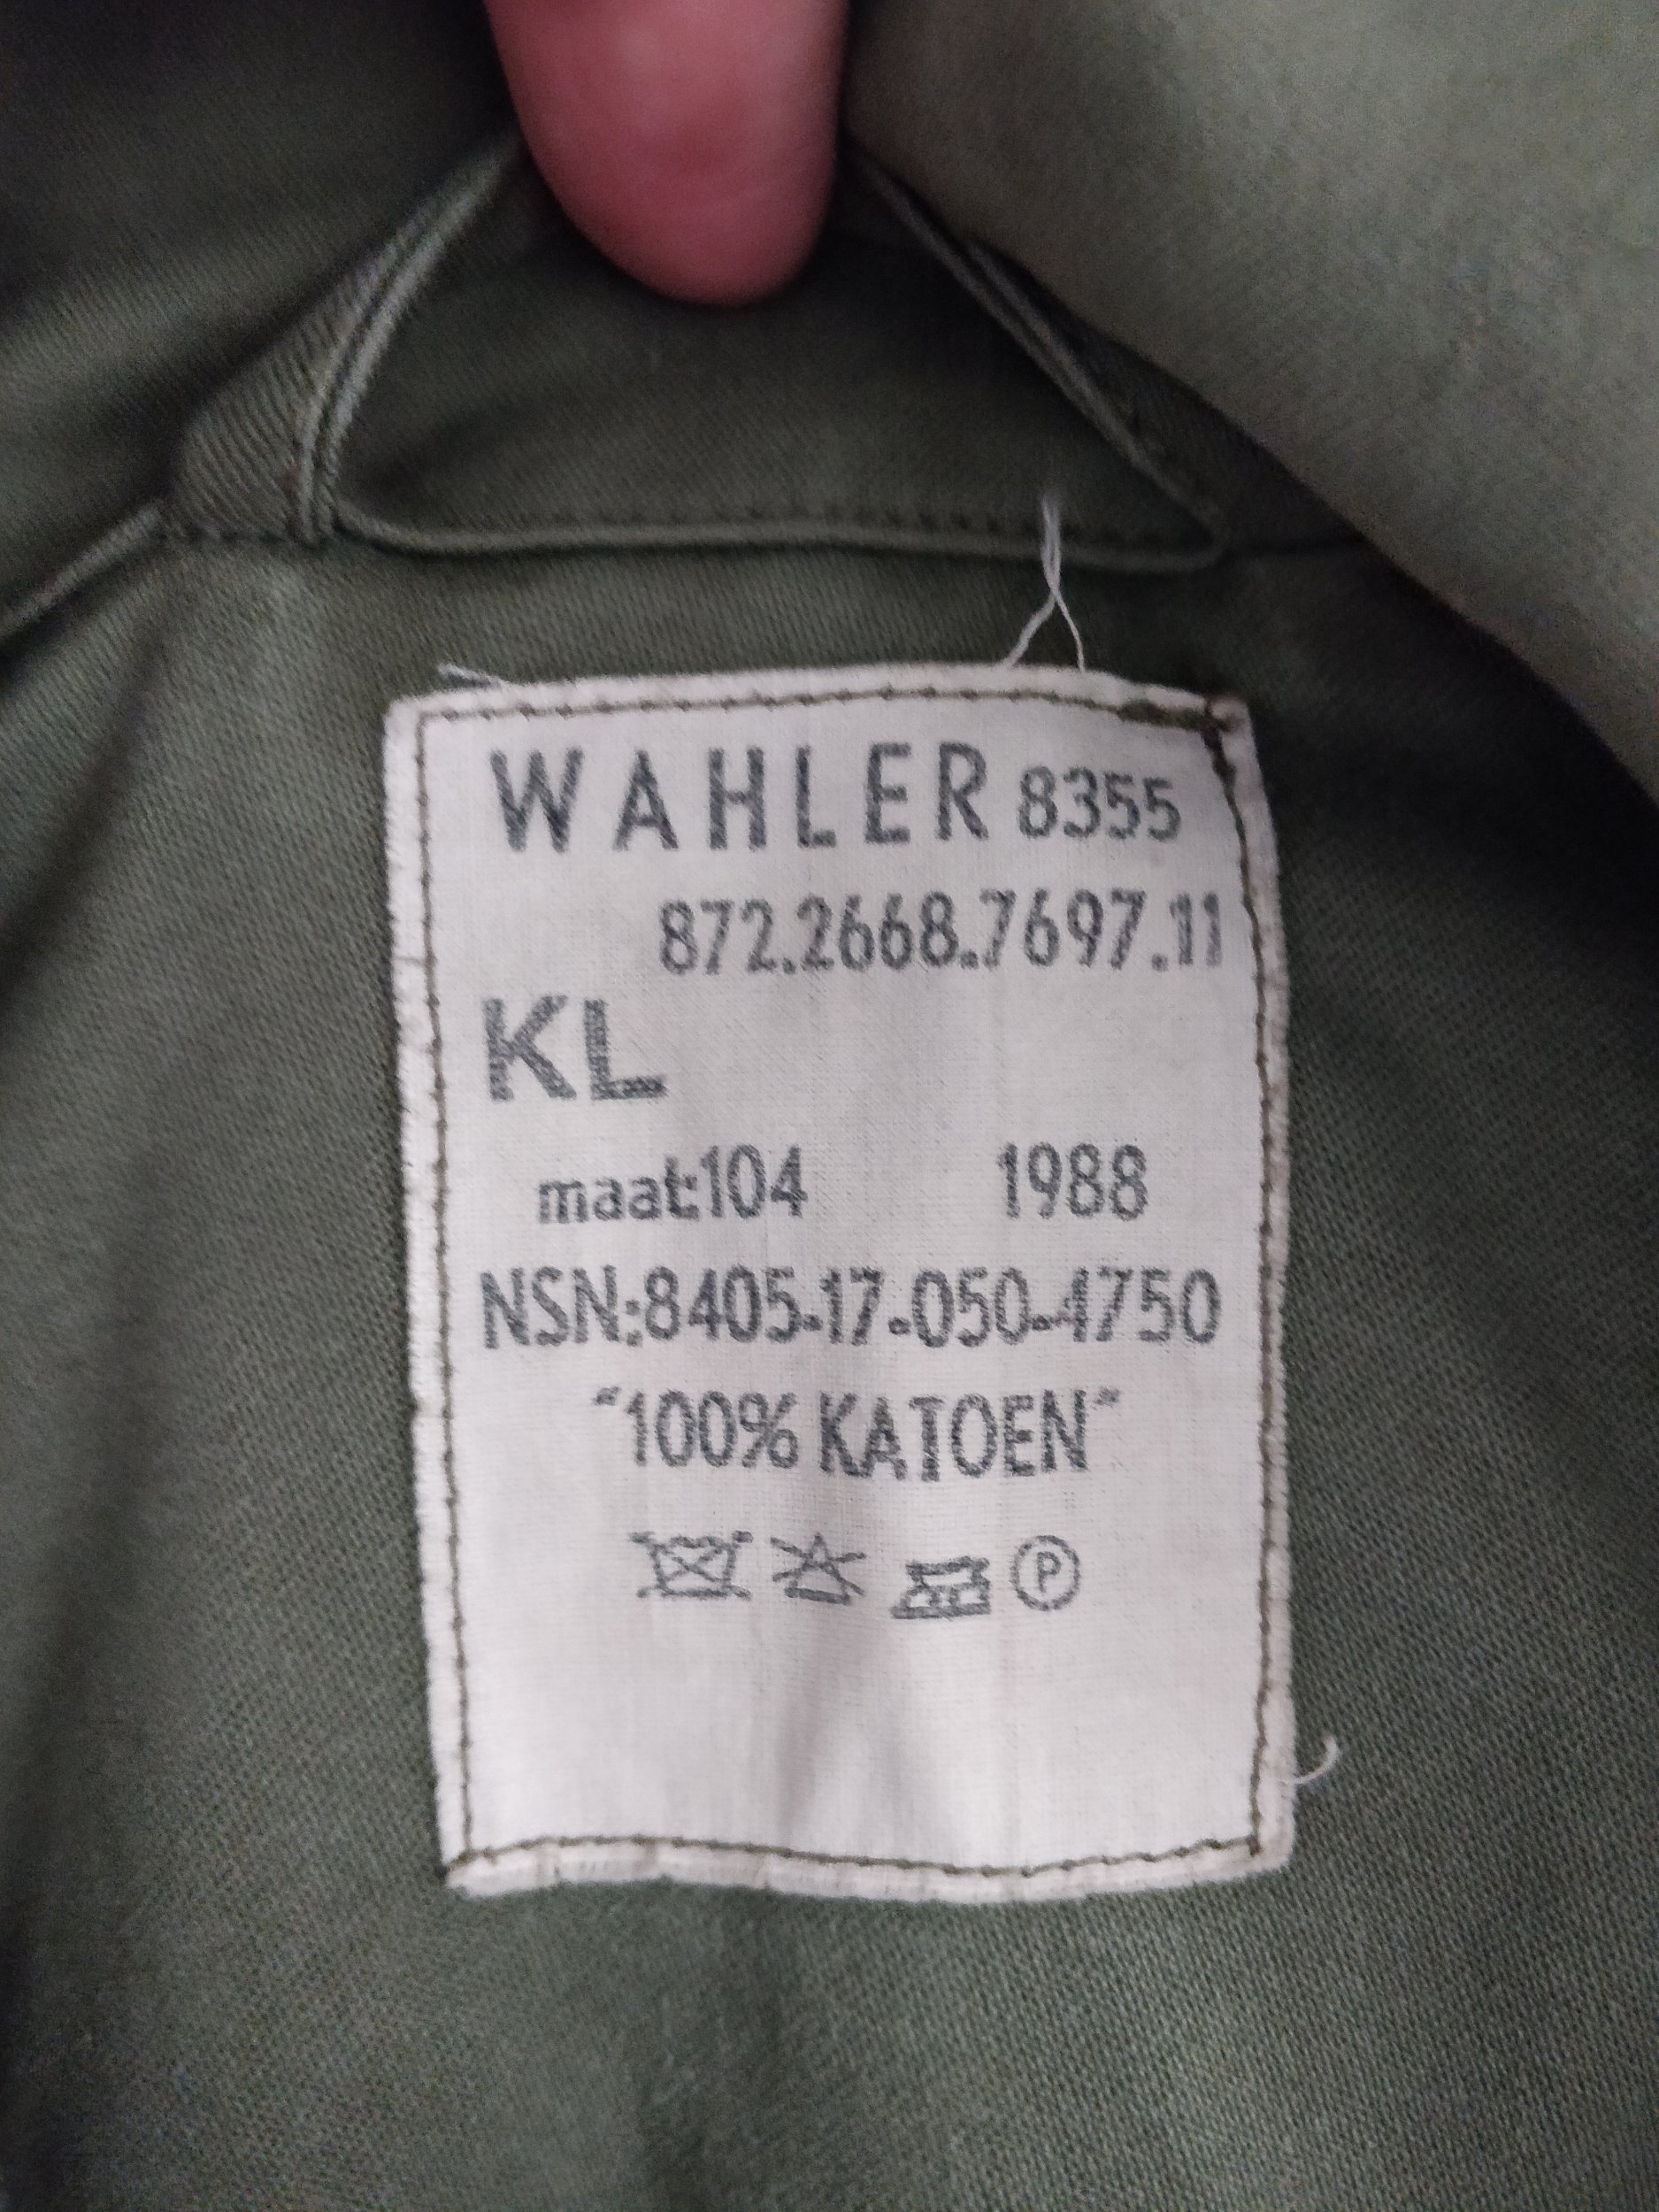 WAHLER 8355
872.2668.7697.11
KL
maat:104 1988
NSN:8405-17-050-4750
"100% KATOEN"
P